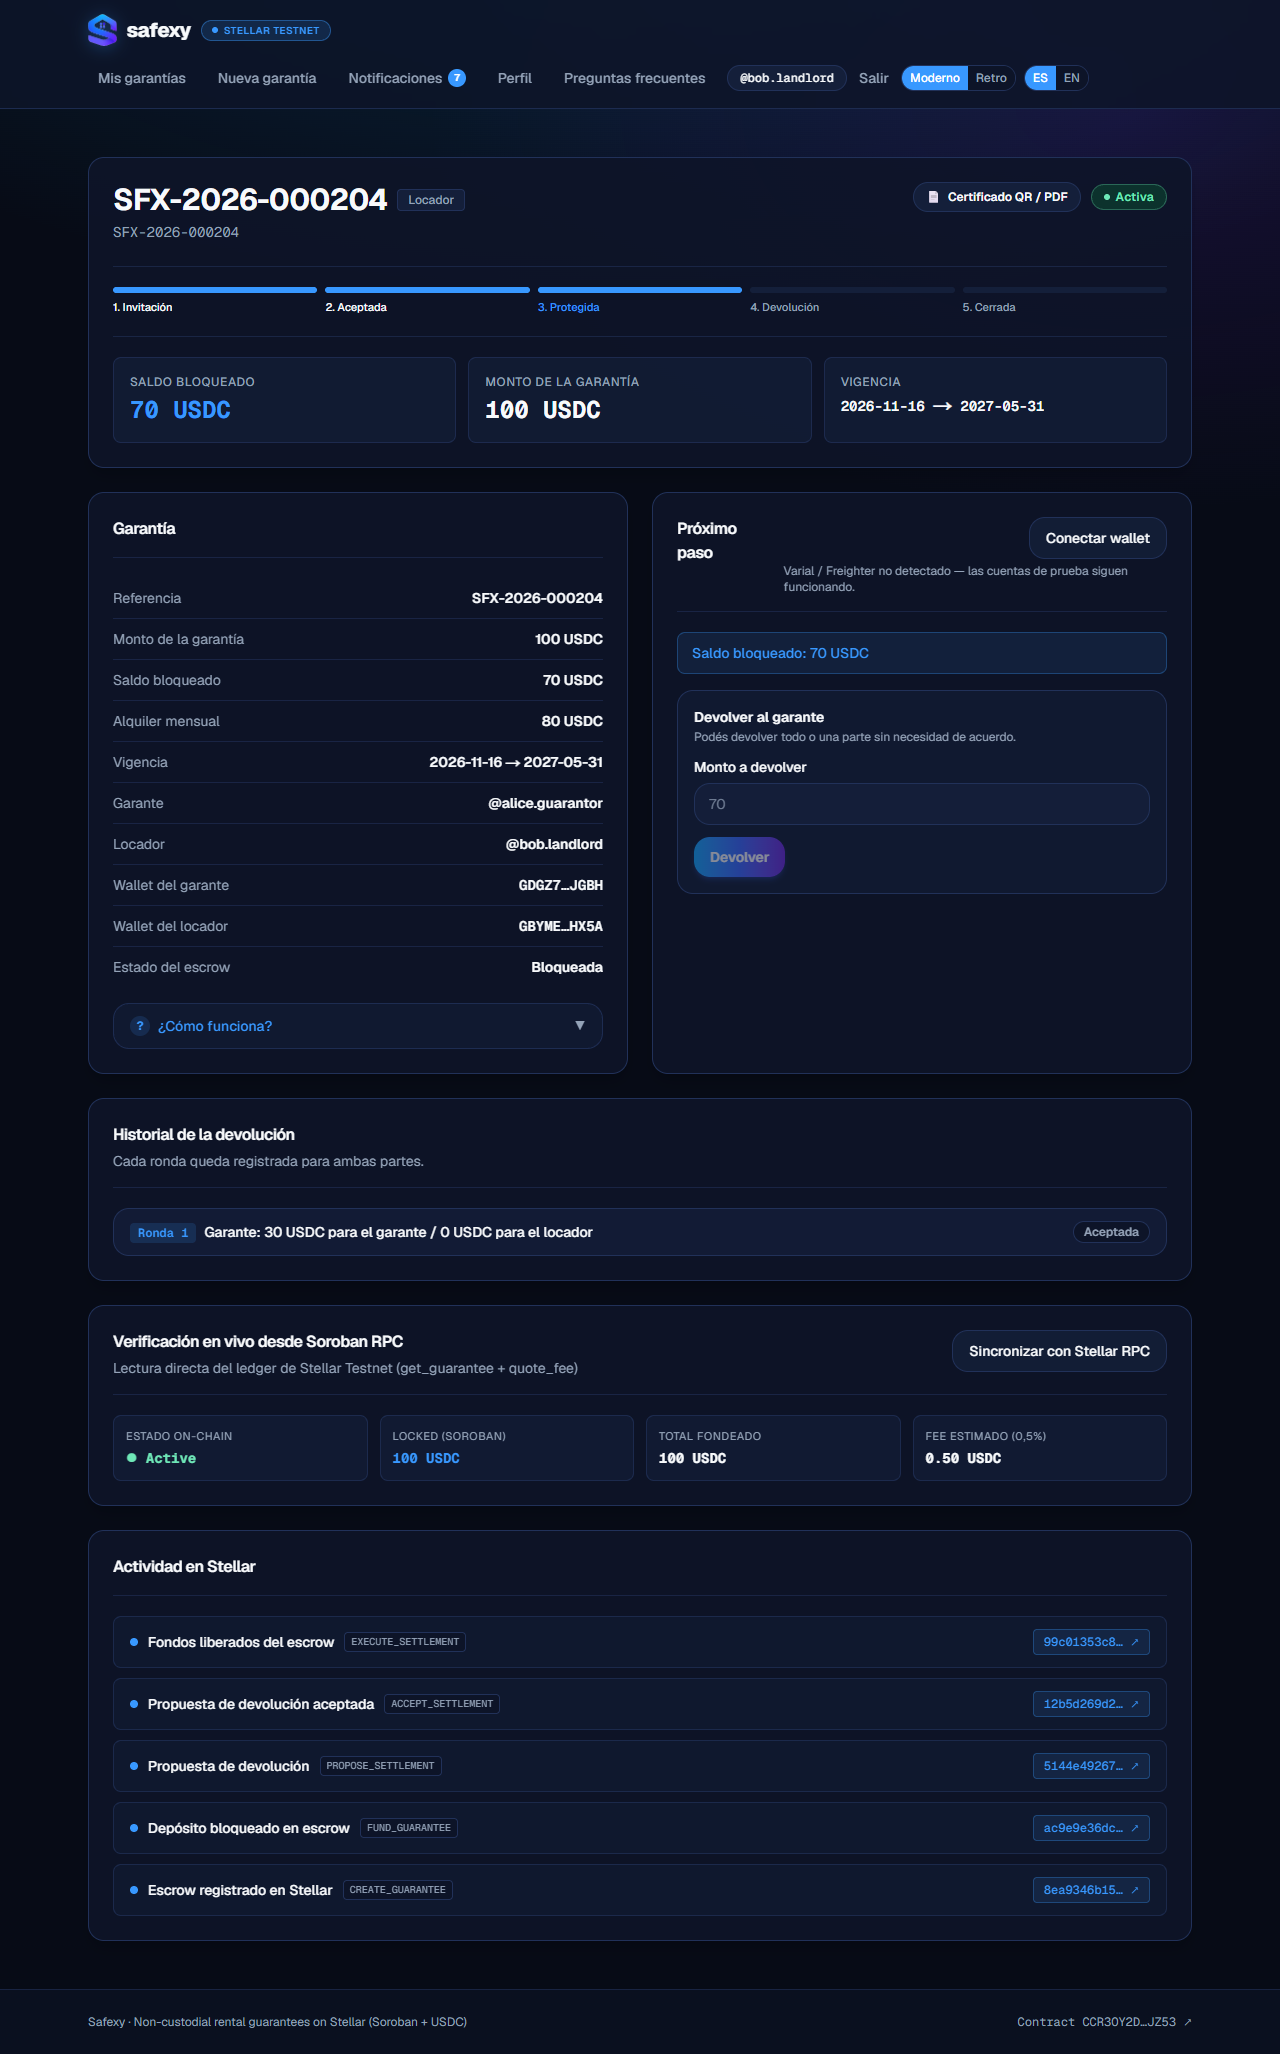 safexy
STELLAR TESTNET
Mis garantías
Nueva garantía
Notificaciones 7
Perfil
Preguntas frecuentes
@bob.landlord
Salir
Moderno
Retro
ES
EN
SFX-2026-000204
Locador
Certificado QR / PDF
Activa
SFX-2026-000204
1. Invitación
2. Aceptada
3. Protegida
4. Devolución
5. Cerrada
SALDO BLOQUEADO
70 USDC
MONTO DE LA GARANTÍA
100 USDC
VIGENCIA
2026-11-16 → 2027-05-31
Garantía
Referencia
SFX-2026-000204
Monto de la garantía
100 USDC
Saldo bloqueado
70 USDC
Alquiler mensual
80 USDC
Vigencia
2026-11-16 → 2027-05-31
Garante
@alice.guarantor
Locador
@bob.landlord
Wallet del garante
GDGZ7…JGBH
Wallet del locador
GBYME…HX5A
Estado del escrow
Bloqueada
? ¿Cómo funciona? ▼
Próximo
paso
Conectar wallet
Varial / Freighter no detectado — las cuentas de prueba siguen
funcionando.
Saldo bloqueado: 70 USDC
Devolver al garante
Podés devolver todo o una parte sin necesidad de acuerdo.
Monto a devolver
70
Devolver
Historial de la devolución
Cada ronda queda registrada para ambas partes.
Ronda 1
Garante: 30 USDC para el garante / 0 USDC para el locador
Aceptada
Verificación en vivo desde Soroban RPC
Lectura directa del ledger de Stellar Testnet (get_guarantee + quote_fee)
Sincronizar con Stellar RPC
ESTADO ON-CHAIN
● Active
LOCKED (SOROBAN)
100 USDC
TOTAL FONDEADO
100 USDC
FEE ESTIMADO (0,5%)
0.50 USDC
Actividad en Stellar
Fondos liberados del escrow
EXECUTE_SETTLEMENT
99c01353c8… ↗
Propuesta de devolución aceptada
ACCEPT_SETTLEMENT
12b5d269d2… ↗
Propuesta de devolución
PROPOSE_SETTLEMENT
5144e49267… ↗
Depósito bloqueado en escrow
FUND_GUARANTEE
ac9e9e36dc… ↗
Escrow registrado en Stellar
CREATE_GUARANTEE
8ea9346b15… ↗
Safexy · Non-custodial rental guarantees on Stellar (Soroban + USDC)
Contract CCR3OY2D…JZ53 ↗